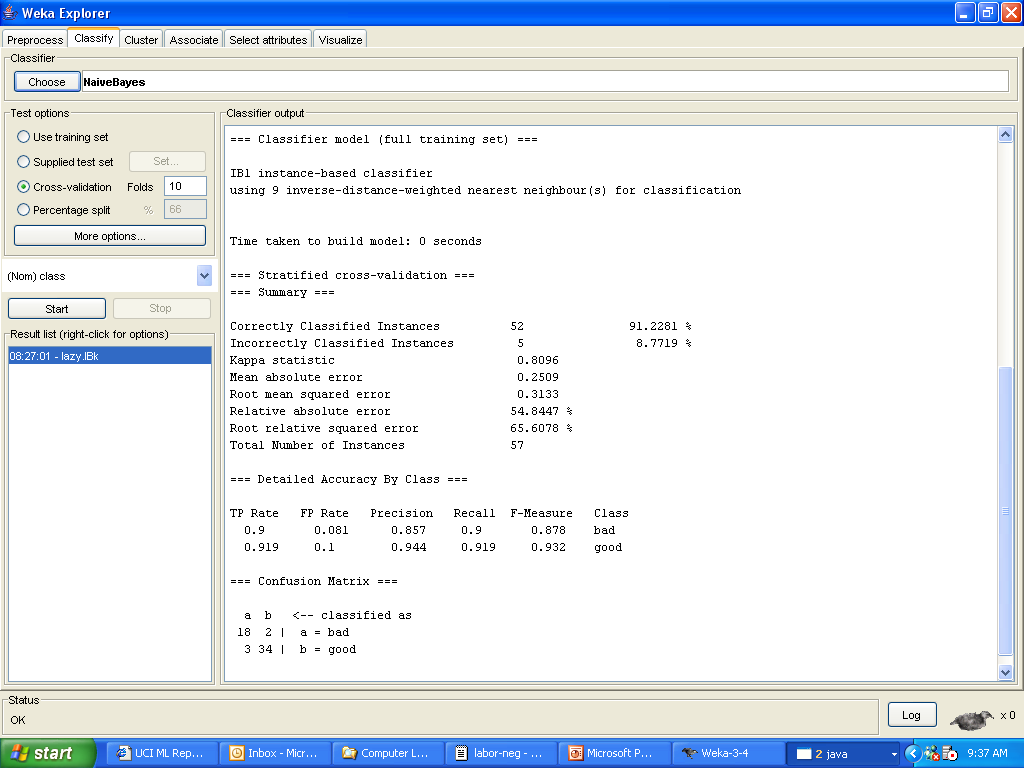 Weka Explorer
Preprocess Classify Cluster Associate Select attributes Visualize
Classifier
Choose NaiveBayes
Test options
Use training set
Supplied test set Set...
Cross-validation Folds 10
Percentage split % 66
More options...
(Nom) class
Start Stop
Result list (right-click for options)
08:27:01 - lazy.IBk
Classifier output
=== Classifier model (full training set) ===
IB1 instance-based classifier
using 9 inverse-distance-weighted nearest neighbour(s) for classification
Time taken to build model: 0 seconds
=== Stratified cross-validation ===
=== Summary ===
Correctly Classified Instances 52 91.2281 %
Incorrectly Classified Instances 5 8.7719 %
Kappa statistic 0.8096
Mean absolute error 0.2509
Root mean squared error 0.3133
Relative absolute error 54.8447 %
Root relative squared error 65.6078 %
Total Number of Instances 57
=== Detailed Accuracy By Class ===
TP Rate FP Rate Precision Recall F-Measure Class
0.9 0.081 0.857 0.9 0.878 bad
0.919 0.1 0.944 0.919 0.932 good
=== Confusion Matrix ===
a b <-- classified as
18 2 | a = bad
3 34 | b = good
Status
OK
Log x 0
start UCI ML Rep... Inbox - Micr... Computer L... labor-neg - ... Microsoft P... Weka-3-4 2 java 9:37 AM